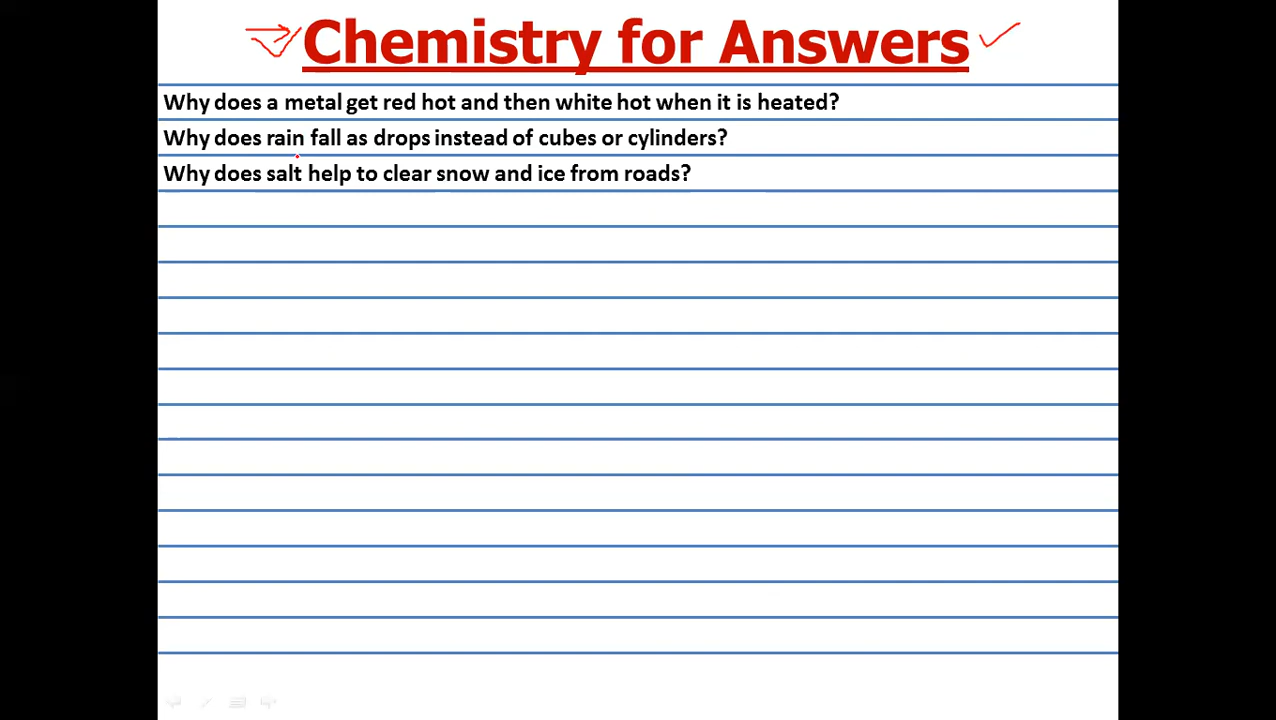 Chemistry for Answers
Why does a metal get red hot and then white hot when it is heated?
Why does rain fall as drops instead of cubes or cylinders?
Why does salt help to clear snow and ice from roads?